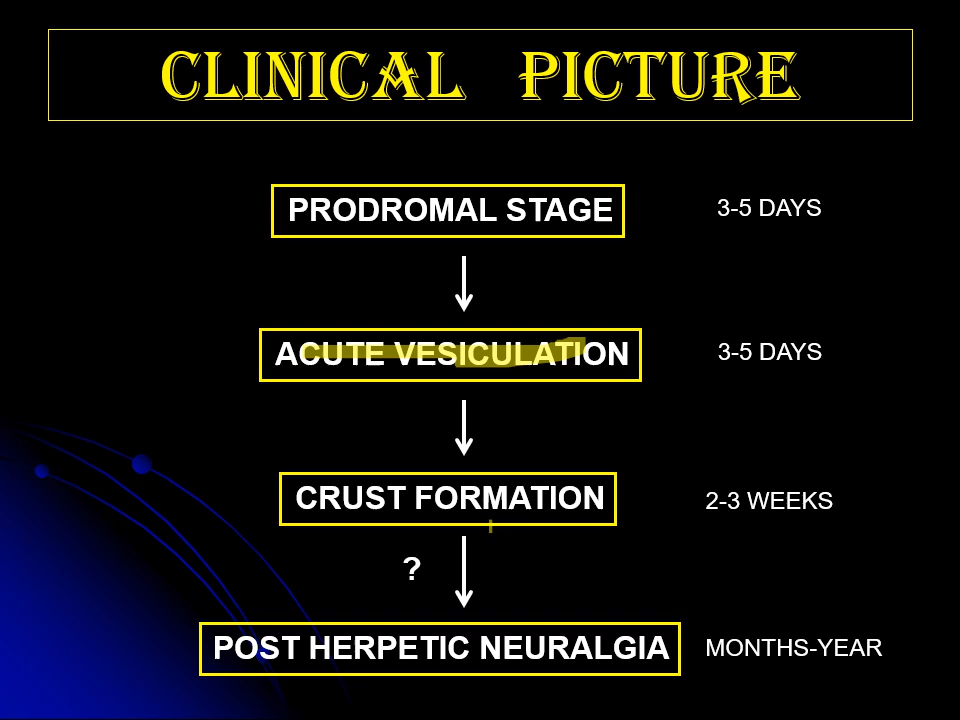 CLINICAL PICTURE
PRODROMAL STAGE 3-5 DAYS
ACUTE VESICULATION 3-5 DAYS
CRUST FORMATION 2-3 WEEKS
?
POST HERPETIC NEURALGIA MONTHS-YEAR